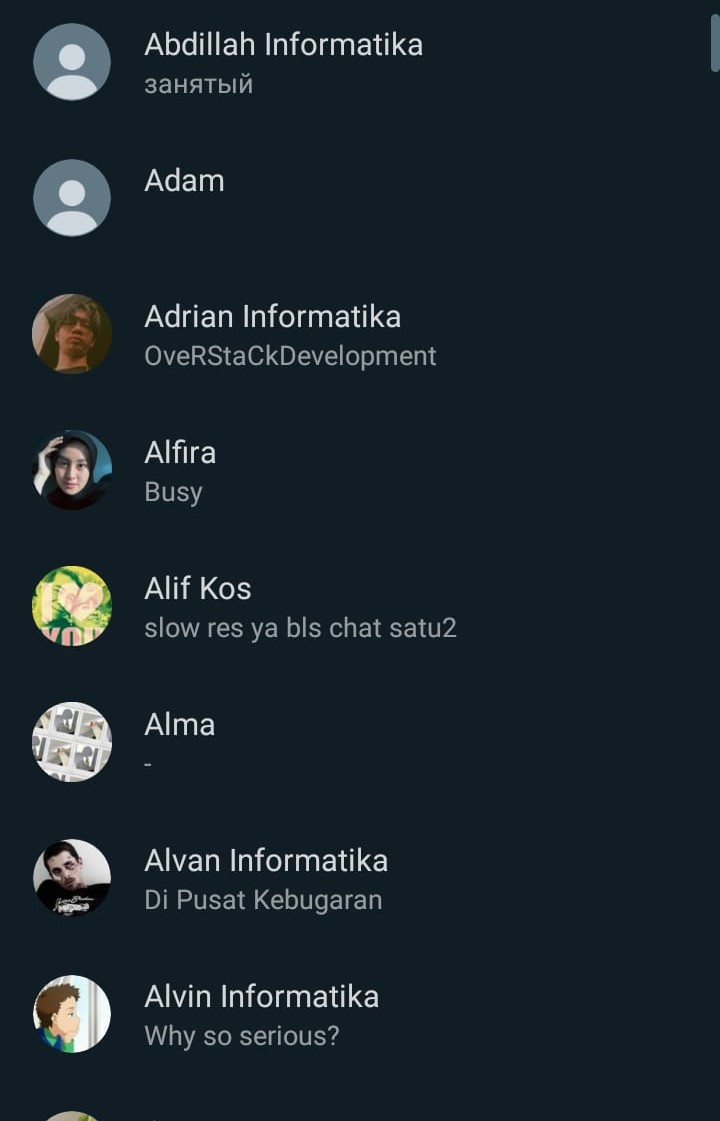 Abdillah Informatika
занятый
Adam
Adrian Informatika
OveRStaCkDevelopment
Alfira
Busy
Alif Kos
I
YOU
slow res ya bls chat satu2
Alma
-
Alvan Informatika
Di Pusat Kebugaran
Alvin Informatika
Why so serious?